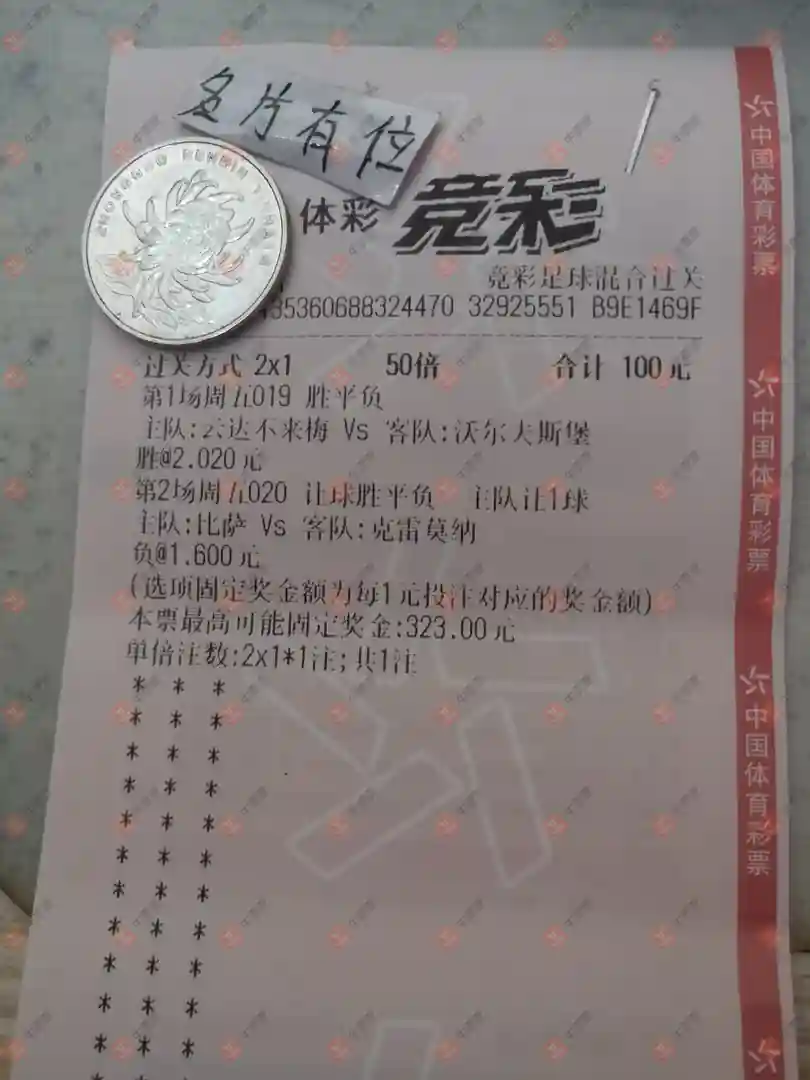 名片有位
ZHONGGUO RENMIN YINHANG
体彩 竞彩
竞彩足球混合过关
35360688324470 32925551 B9E1469F
过关方式 2x1 50倍 合计 100元
第1场周五019 胜平负
主队:云达不来梅 Vs 客队:沃尔夫斯堡
胜@2.020元
第2场周五020 让球胜平负 主队让1球
主队:比萨 Vs 客队:克雷莫纳
负@1.600元
(选项固定奖金额为每1元投注对应的奖金额)
本票最高可能固定奖金:323.00元
单倍注数:2x1*1注;共1注
中国体育彩票
中国体育彩票
中国体育彩票